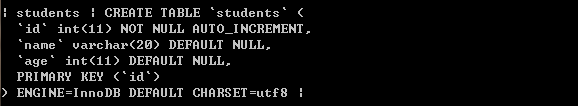 | students | CREATE TABLE `students` (
`id` int(11) NOT NULL AUTO_INCREMENT,
`name` varchar(20) DEFAULT NULL,
`age` int(11) DEFAULT NULL,
PRIMARY KEY (`id`)
) ENGINE=InnoDB DEFAULT CHARSET=utf8 |